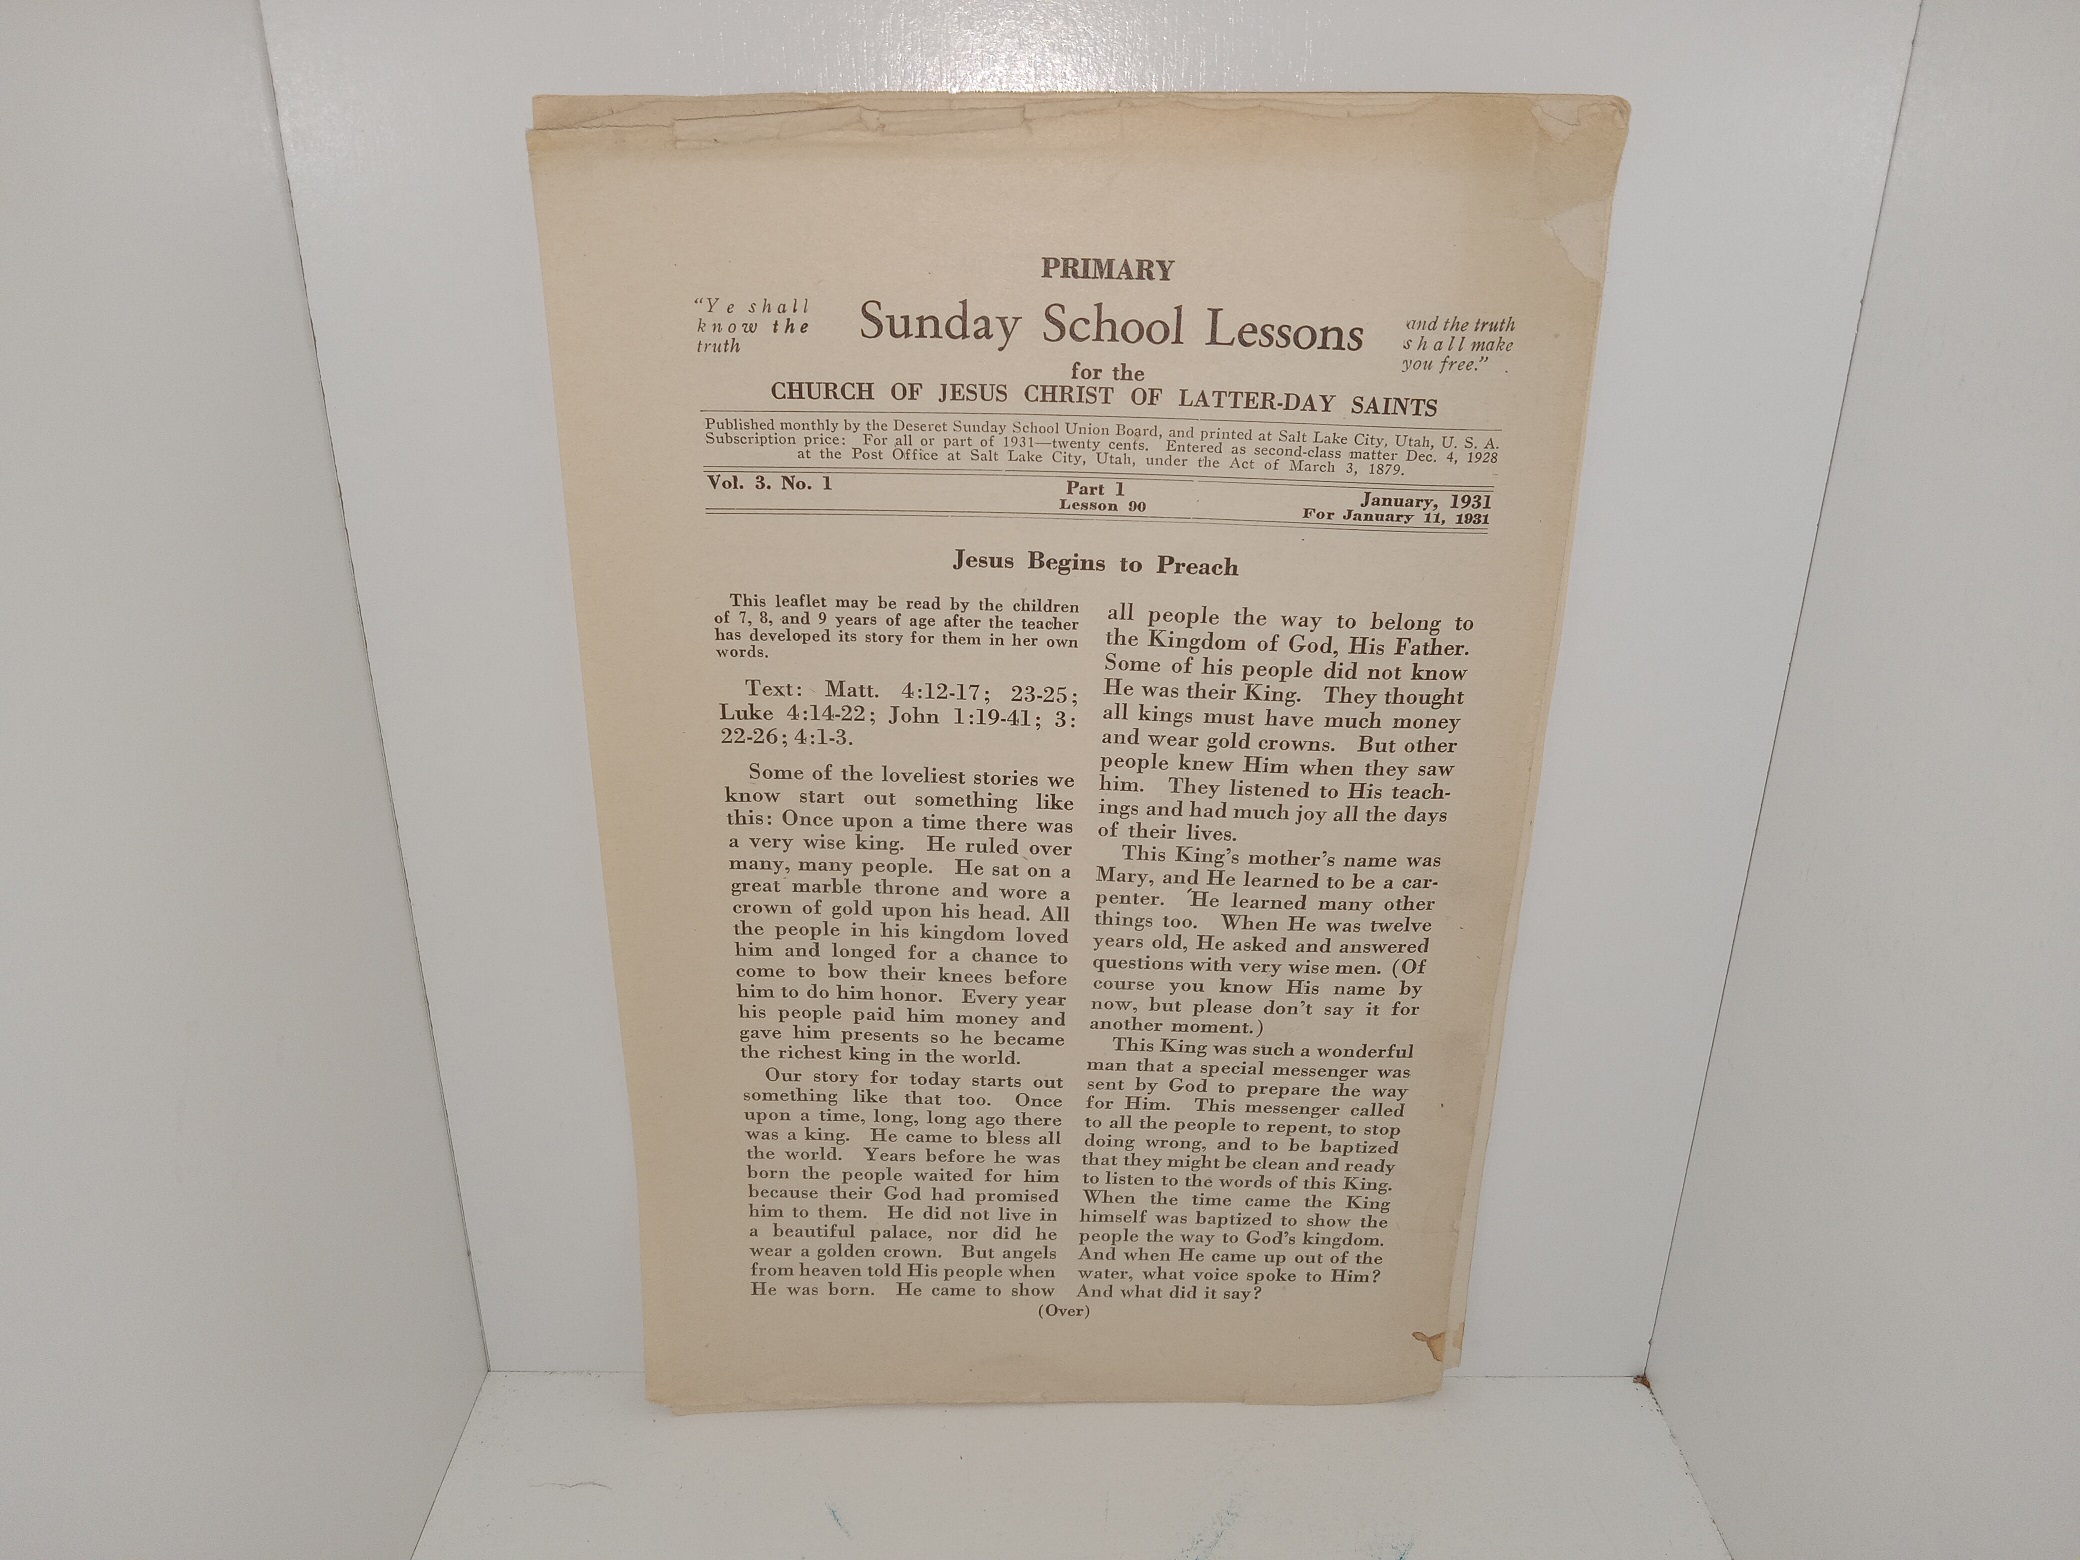 PRIMARY
"Ye shall
know the
truth
Sunday School Lessons
and the truth
shall make
you free."
for the
CHURCH OF JESUS CHRIST OF LATTER-DAY SAINTS
Published monthly by the Deseret Sunday School Union Board, and printed at Salt Lake City, Utah, U. S. A.
Subscription price: For all or part of 1931—twenty cents. Entered as second-class matter Dec. 4, 1928
at the Post Office at Salt Lake City, Utah, under the Act of March 3, 1879.
Vol. 3. No. 1
Part 1
Lesson 90
January, 1931
For January 11, 1931
Jesus Begins to Preach
This leaflet may be read by the children
of 7, 8, and 9 years of age after the teacher
has developed its story for them in her own
words.
Text: Matt. 4:12-17; 23-25;
Luke 4:14-22; John 1:19-41; 3:
22-26; 4:1-3.
Some of the loveliest stories we
know start out something like
this: Once upon a time there was
a very wise king. He ruled over
many, many people. He sat on a
great marble throne and wore a
crown of gold upon his head. All
the people in his kingdom loved
him and longed for a chance to
come to bow their knees before
him to do him honor. Every year
his people paid him money and
gave him presents so he became
the richest king in the world.
Our story for today starts out
something like that too. Once
upon a time, long, long ago there
was a king. He came to bless all
the world. Years before he was
born the people waited for him
because their God had promised
him to them. He did not live in
a beautiful palace, nor did he
wear a golden crown. But angels
from heaven told His people when
He was born. He came to show
all people the way to belong to
the Kingdom of God, His Father.
Some of his people did not know
He was their King. They thought
all kings must have much money
and wear gold crowns. But other
people knew Him when they saw
him. They listened to His teach-
ings and had much joy all the days
of their lives.
This King's mother's name was
Mary, and He learned to be a car-
penter. He learned many other
things too. When He was twelve
years old, He asked and answered
questions with very wise men. (Of
course you know His name by
now, but please don't say it for
another moment.)
This King was such a wonderful
man that a special messenger was
sent by God to prepare the way
for Him. This messenger called
to all the people to repent, to stop
doing wrong, and to be baptized
that they might be clean and ready
to listen to the words of this King.
When the time came the King
himself was baptized to show the
people the way to God's kingdom.
And when He came up out of the
water, what voice spoke to Him?
And what did it say?
(Over)